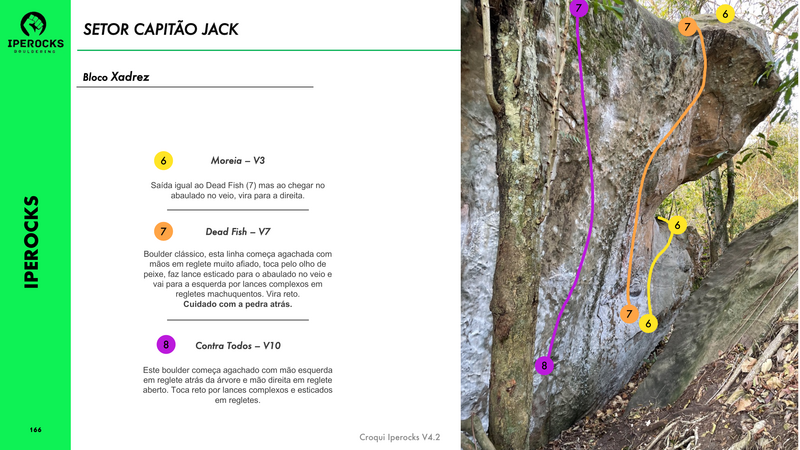 IPEROCKS
BOULDERING
SETOR CAPITÃO JACK
Bloco Xadrez
6
Moreia – V3
Saída igual ao Dead Fish (7) mas ao chegar no
abaulado no veio, vira para a direita.
7
Dead Fish – V7
Boulder clássico, esta linha começa agachada com
mãos em reglete muito afiado, toca pelo olho de
peixe, faz lance esticado para o abaulado no veio e
vai para a esquerda por lances complexos em
regletes machuquentos. Vira reto.
Cuidado com a pedra atrás.
8
Contra Todos – V10
Este boulder começa agachado com mão esquerda
em reglete atrás da árvore e mão direita em reglete
aberto. Toca reto por lances complexos e esticados
em regletes.
IPEROCKS
166
Croqui Iperocks V4.2
7
6
7
6
7
6
8